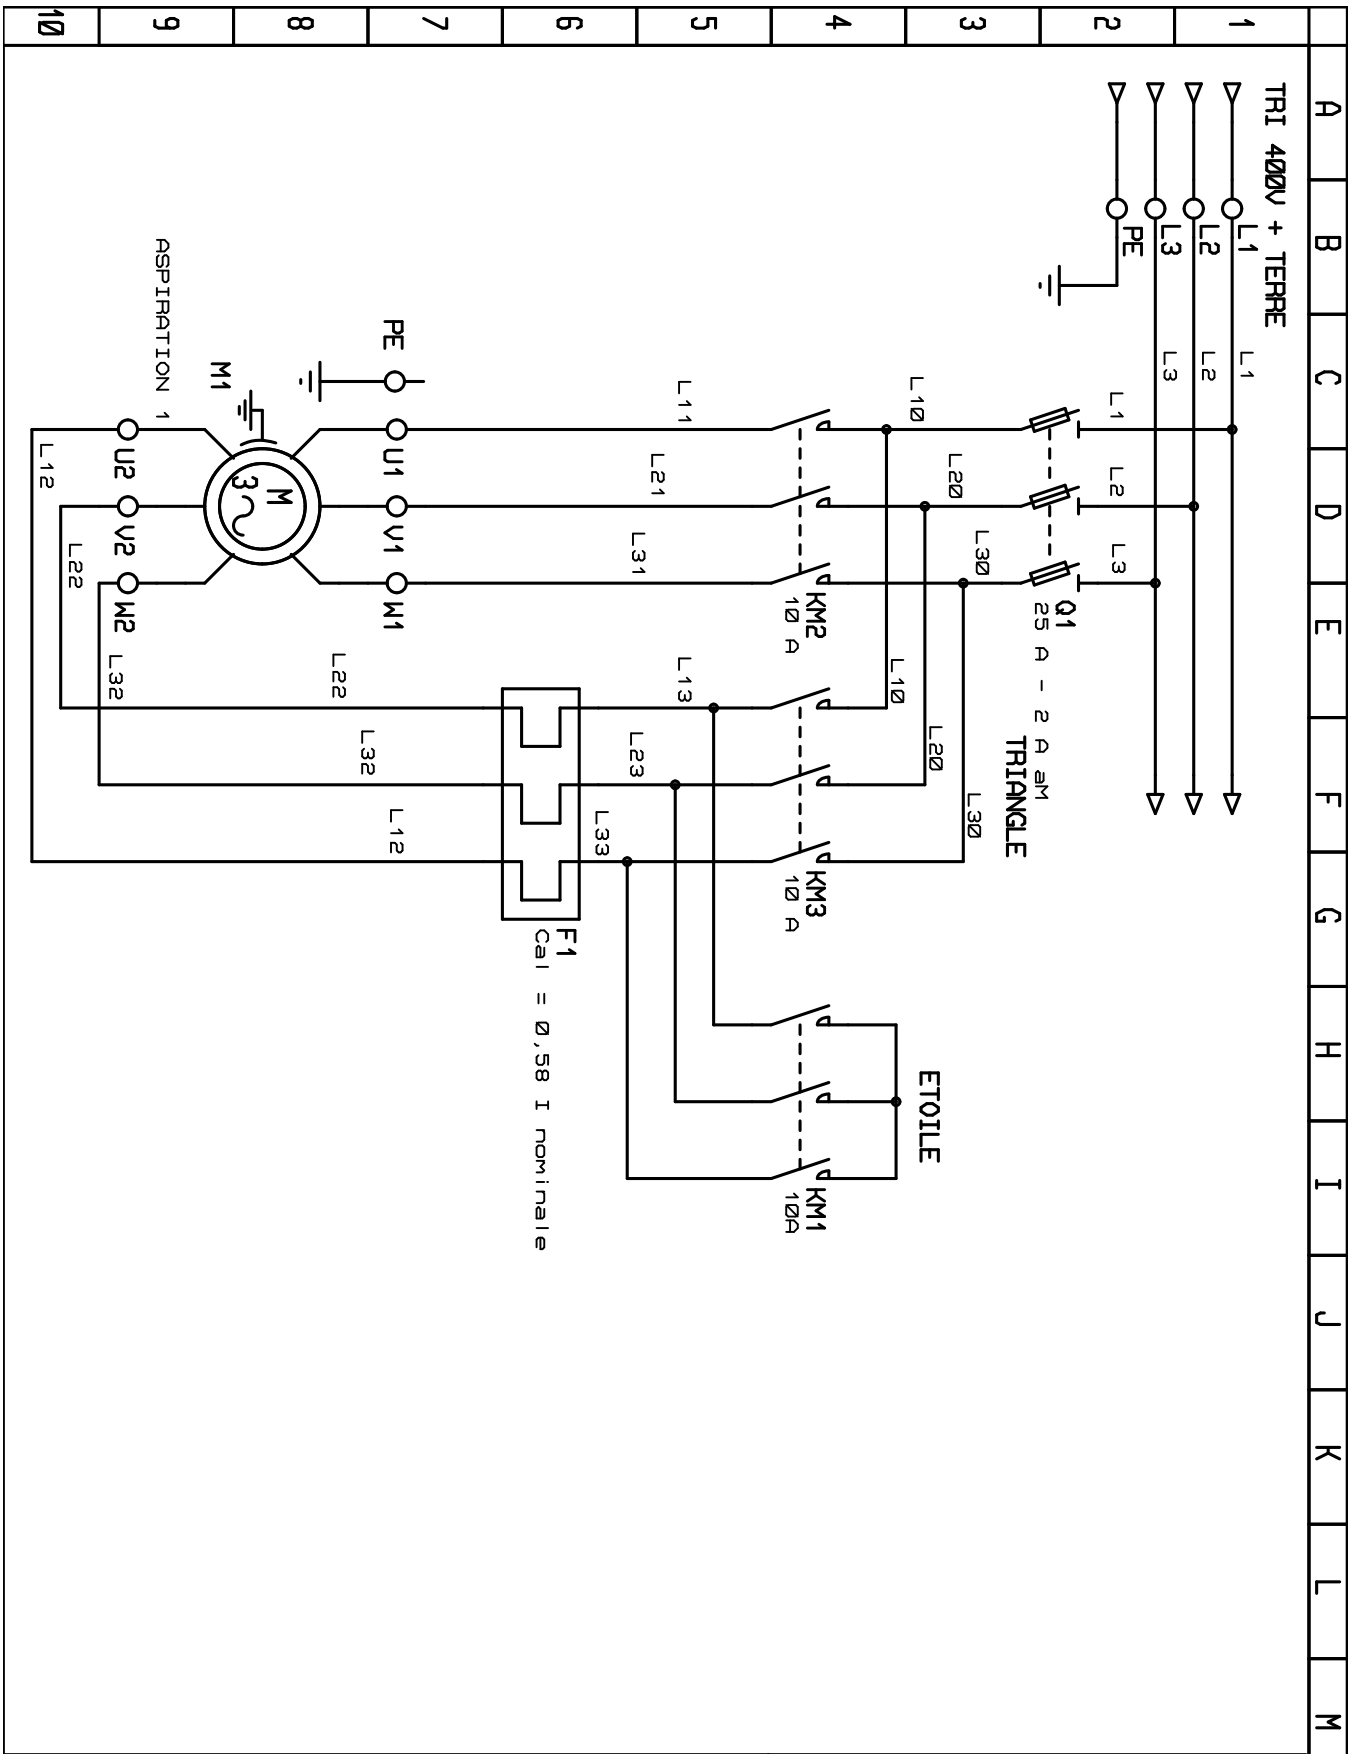 A B C D E F G H I J K L M
1
2
3
4
5
6
7
8
9
10
TRI 400V + TERRE
L1
L2
L3
PE
L1
L2
L3
L1
L2
L3
Q1
25 A - 2 A aM
TRIANGLE
L10
L20
L30
L10
L20
L30
ETOILE
KM2
10 A
KM3
10 A
KM1
10A
L11
L21
L31
L13
L23
L33
F1
Cal = 0,58 I nominale
PE
U1
V1
W1
L22
L32
L12
M1
M
3
ASPIRATION 1
U2
V2
W2
L12
L22
L32